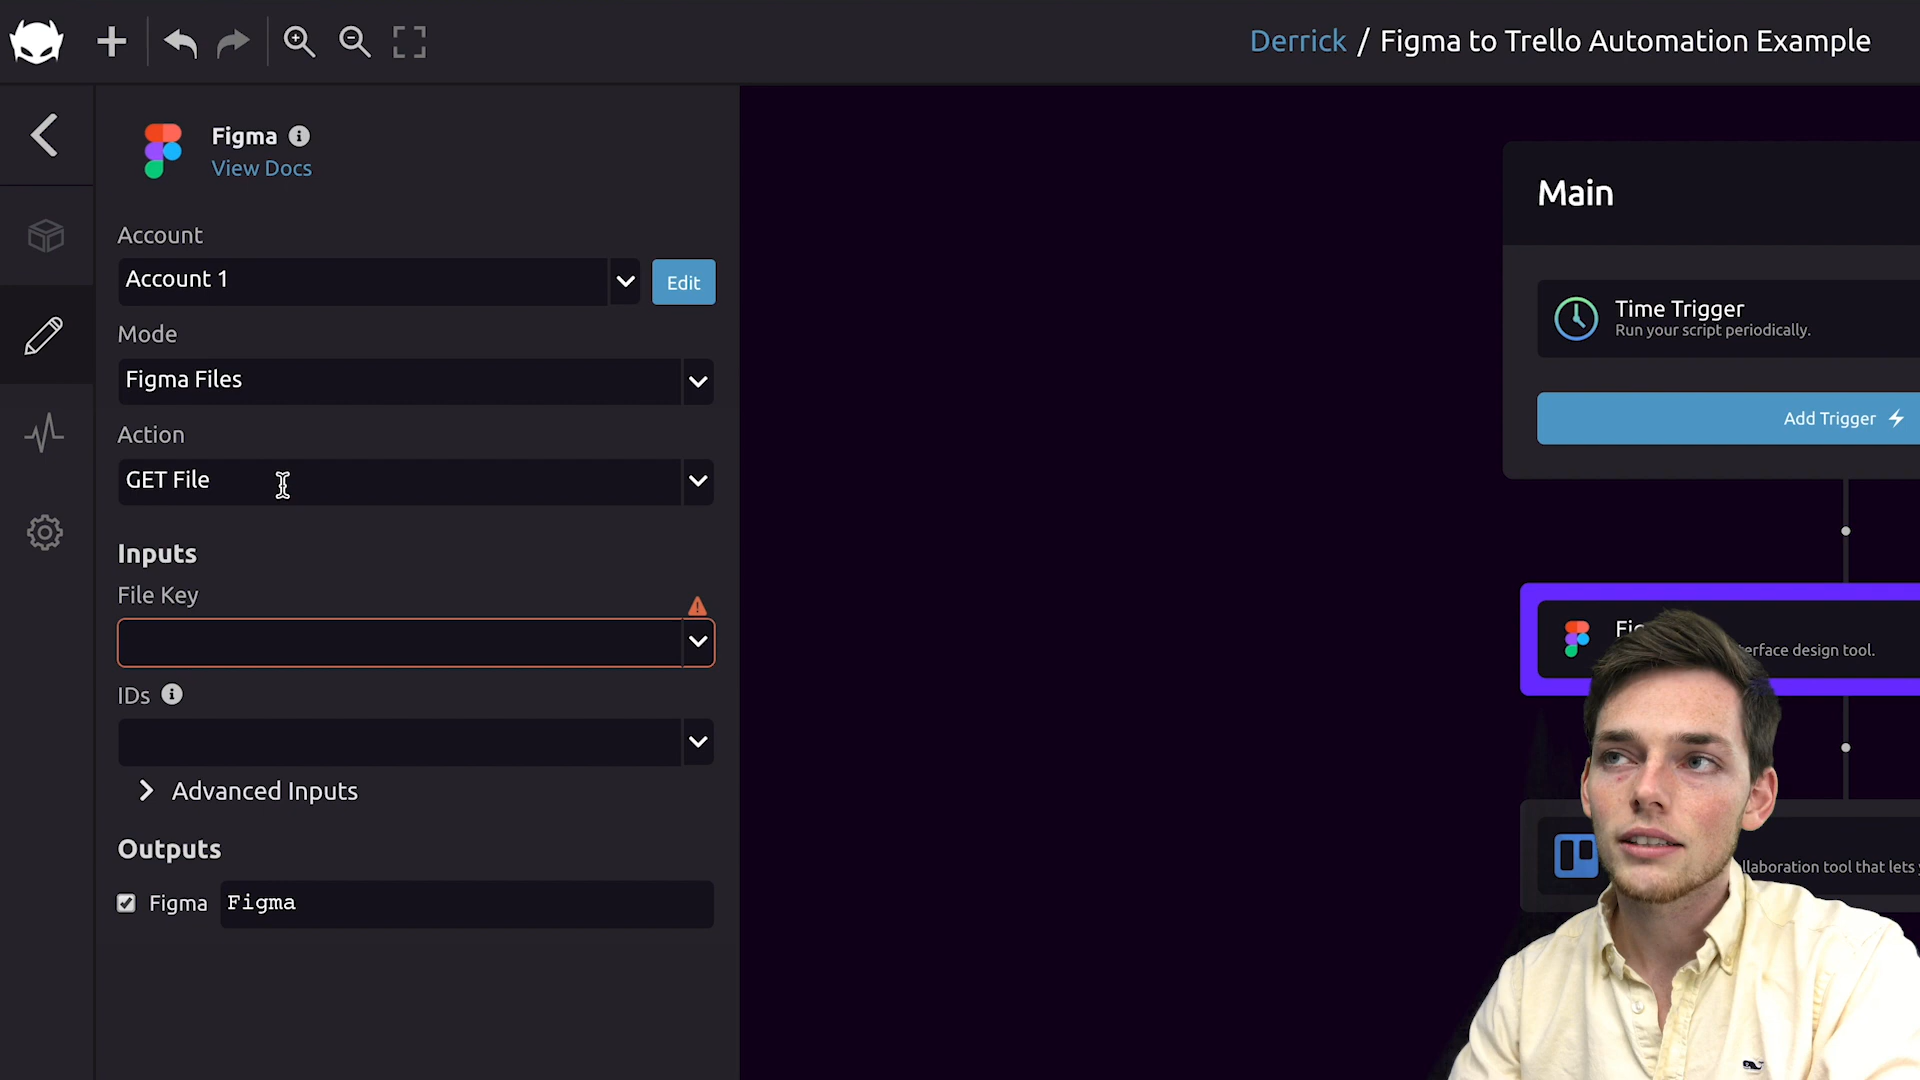 Derrick / Figma to Trello Automation Example
Figma
View Docs
Account
Account 1
Edit
Mode
Figma Files
Action
GET File
Inputs
File Key
IDs
Advanced Inputs
Outputs
Figma
Figma
Main
Time Trigger
Run your script periodically.
Add Trigger
interface design tool.
collaboration tool that lets